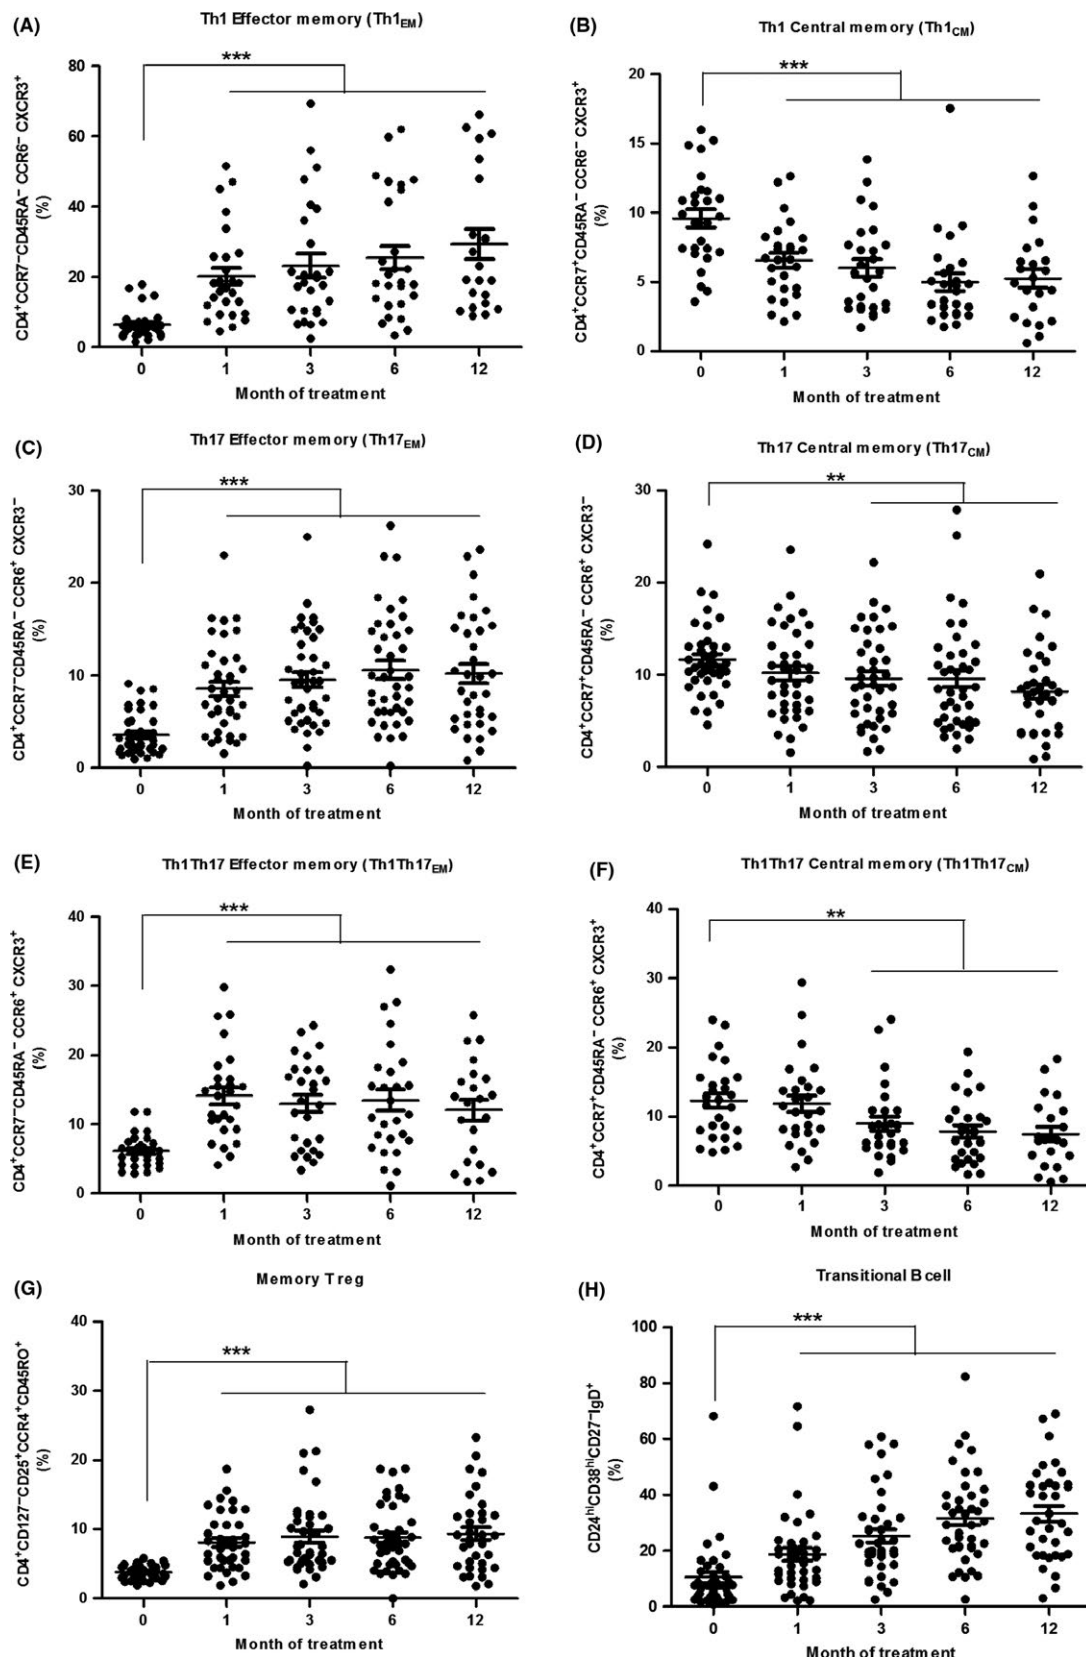 (A)
Th1 Effector memory (Th1EM)
***
CD4+CCR7−CD45RA− CCR6− CXCR3+
(%)
80
60
40
20
0
0 1 3 6 12
Month of treatment
(B)
Th1 Central memory (Th1CM)
***
CD4+CCR7+CD45RA− CCR6− CXCR3+
(%)
20
15
10
5
0
0 1 3 6 12
Month of treatment
(C)
Th17 Effector memory (Th17EM)
***
CD4+CCR7−CD45RA− CCR6+ CXCR3−
(%)
30
20
10
0
0 1 3 6 12
Month of treatment
(D)
Th17 Central memory (Th17CM)
**
CD4+CCR7+CD45RA− CCR6+ CXCR3−
(%)
30
20
10
0
0 1 3 6 12
Month of treatment
(E)
Th1Th17 Effector memory (Th1Th17EM)
***
CD4+CCR7−CD45RA− CCR6+ CXCR3+
(%)
40
30
20
10
0
0 1 3 6 12
Month of treatment
(F)
Th1Th17 Central memory (Th1Th17CM)
**
CD4+CCR7+CD45RA− CCR6+ CXCR3+
(%)
40
30
20
10
0
0 1 3 6 12
Month of treatment
(G)
Memory T reg
***
CD4+CD127−CD25+CCR4+CD45RO+
(%)
40
30
20
10
0
0 1 3 6 12
Month of treatment
(H)
Transitional B cell
***
CD24hiCD38hiCD27−IgD+
(%)
100
80
60
40
20
0
0 1 3 6 12
Month of treatment